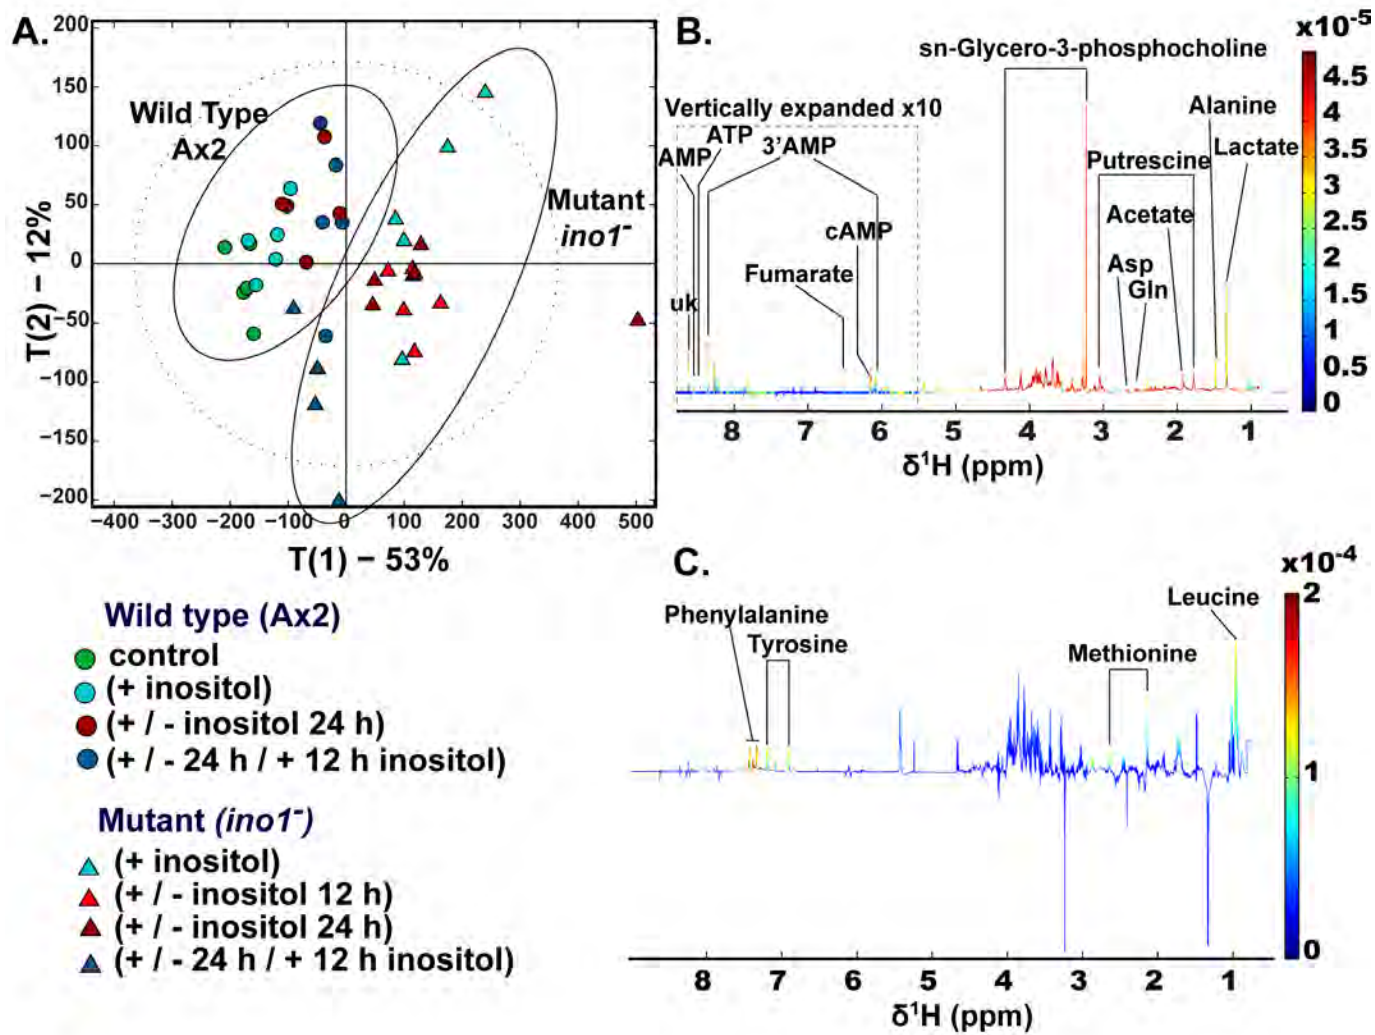 A.
200
150
100
50
0
−50
−100
−150
−200
T(2) − 12%
Wild Type
Ax2
Mutant
ino1⁻
−400 −300 −200 −100 0 100 200 300 400 500
T(1) − 53%
Wild type (Ax2)
control
(+ inositol)
(+ / - inositol 24 h)
(+ / - 24 h / + 12 h inositol)
Mutant (ino1⁻)
(+ inositol)
(+ / - inositol 12 h)
(+ / - inositol 24 h)
(+ / - 24 h / + 12 h inositol)
B.
sn-Glycero-3-phosphocholine
Vertically expanded x10
ATP
AMP
3'AMP
cAMP
Fumarate
uk
Alanine
Lactate
Putrescine
Acetate
Asp
Gln
8 7 6 5 4 3 2 1
δ¹H (ppm)
x10⁻⁵
4.5
4
3.5
3
2.5
2
1.5
1
0.5
0
C.
Phenylalanine
Tyrosine
Methionine
Leucine
8 7 6 5 4 3 2 1
δ¹H (ppm)
x10⁻⁴
2
1
0